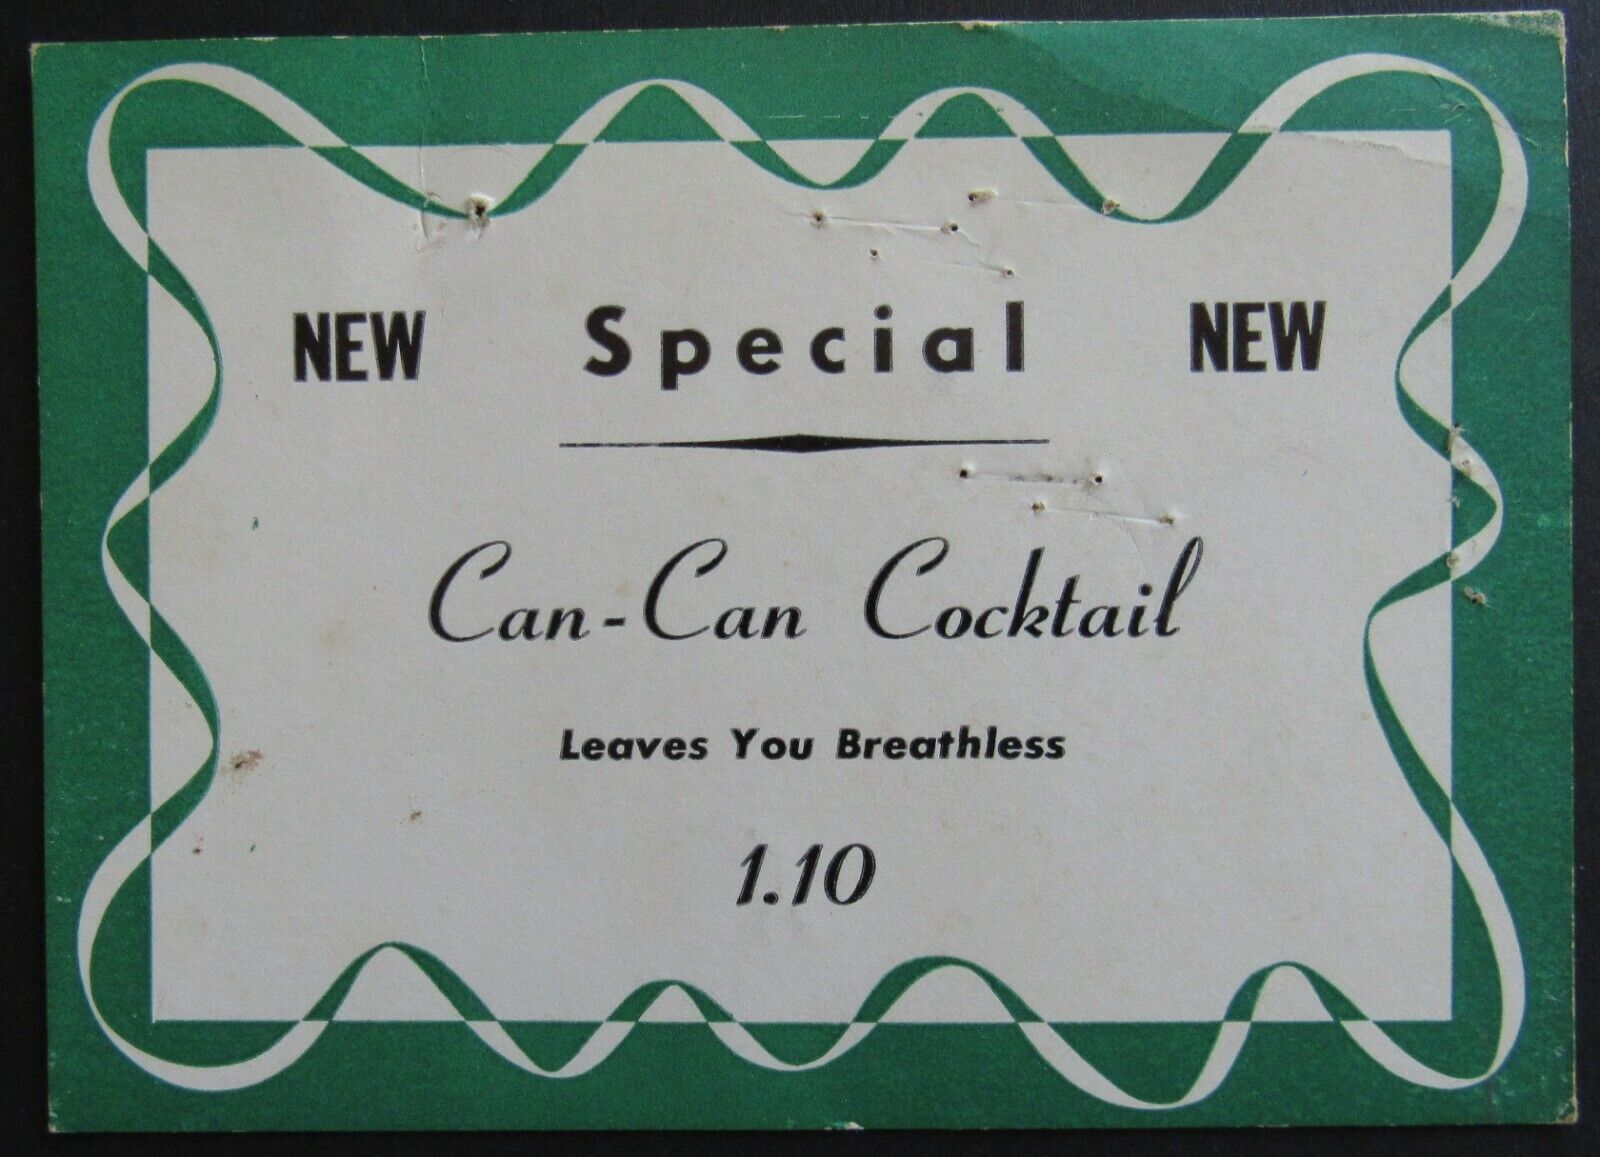 NEW Special NEW
Can-Can Cocktail
Leaves You Breathless
1.10